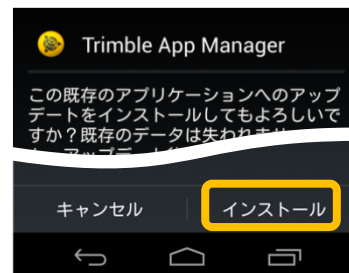 Trimble App Manager
この既存のアプリケーションへのアップ
デートをインストールしてもよろしいで
すか？既存のデータは失われません
キャンセル
インストール